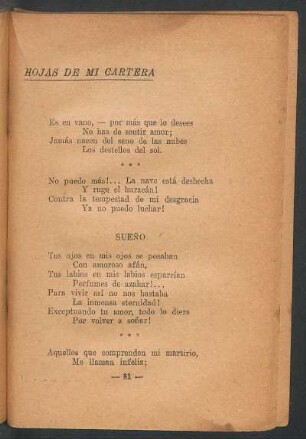 HOJAS DE MI CARTERA
Es en vano, — por más que lo desees
No has de sentir amor;
Jamás nacen del seno de las nubes
Los destellos del sol.
* * *
No puedo más!... La nave está deshecha
Y ruge el huracán!
Contra la tempestad de mi desgracia
Ya no puedo luchar!
SUEÑO
Tus ojos en mis ojos se posaban
Con amoroso afán,
Tus labios en mis labios esparcían
Perfumes de azahar!...
Para vivir así no nos bastaba
La inmensa eternidad!
Exceptuando tu amor, todo lo diera
Por volver a soñar!
* * *
Aquellos que comprenden mi martirio,
Me llaman infeliz;
— 81 —